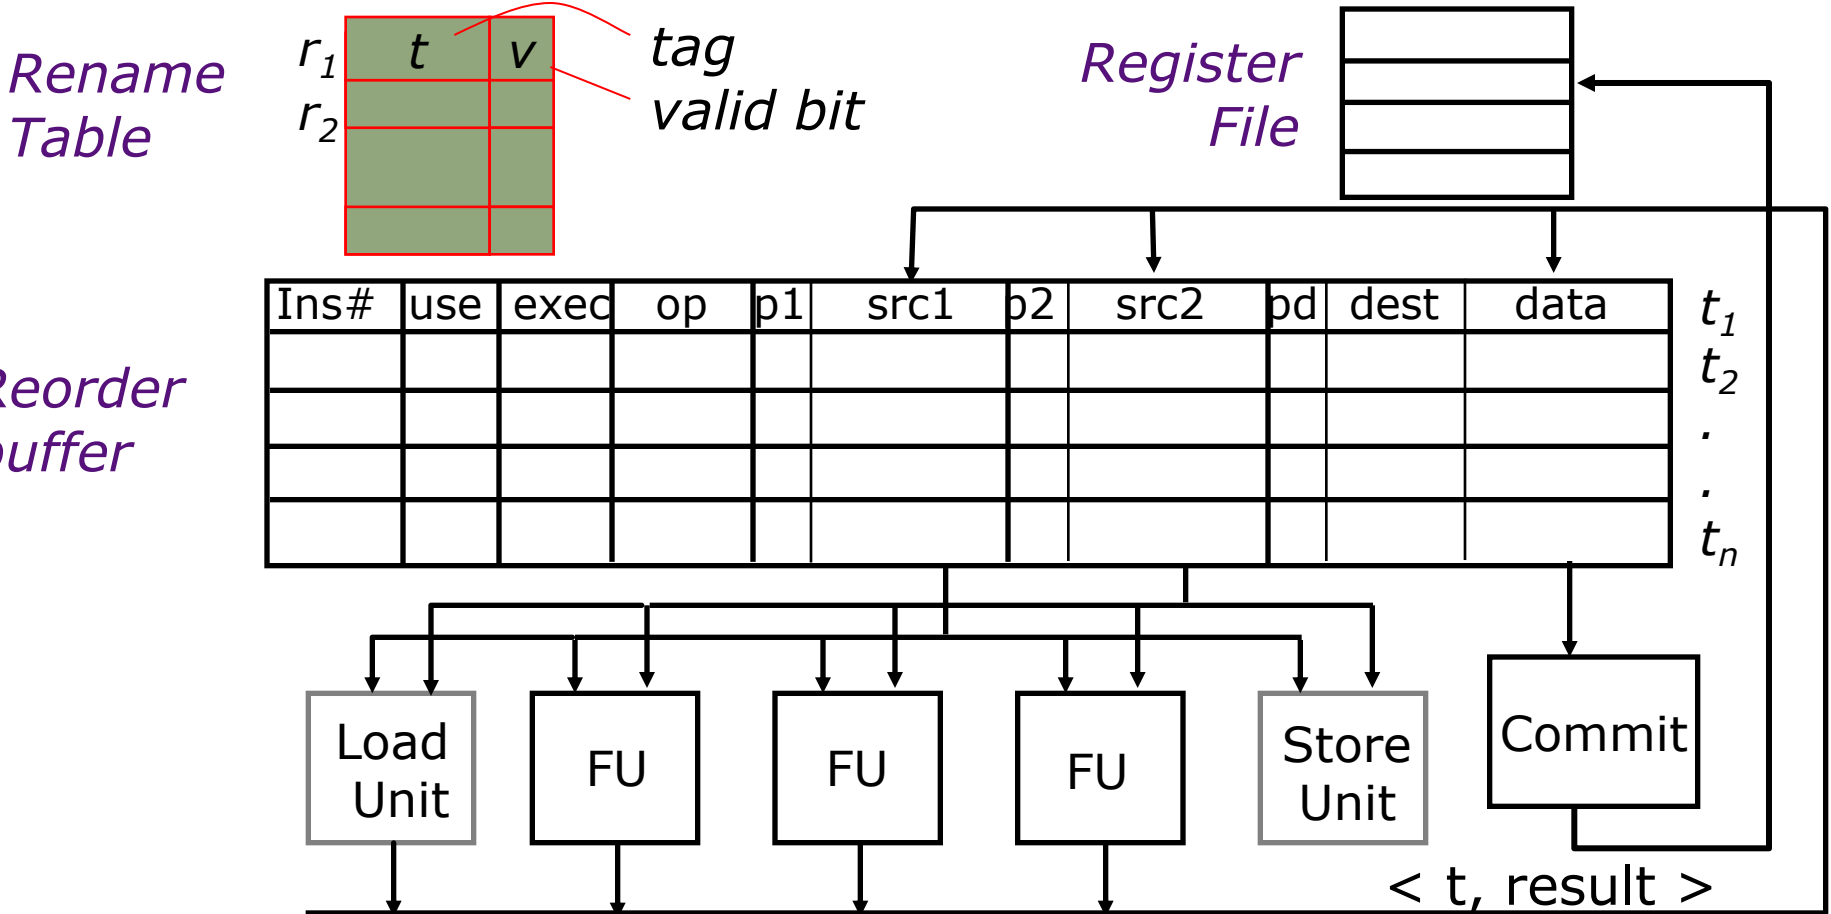 Rename
Table
r1 t v
r2
tag
valid bit
Register
File
Ins# use exec op p1 src1 p2 src2 pd dest data
t1
t2
.
.
tn
Reorder
buffer
Load
Unit
FU
FU
FU
Store
Unit
Commit
< t, result >